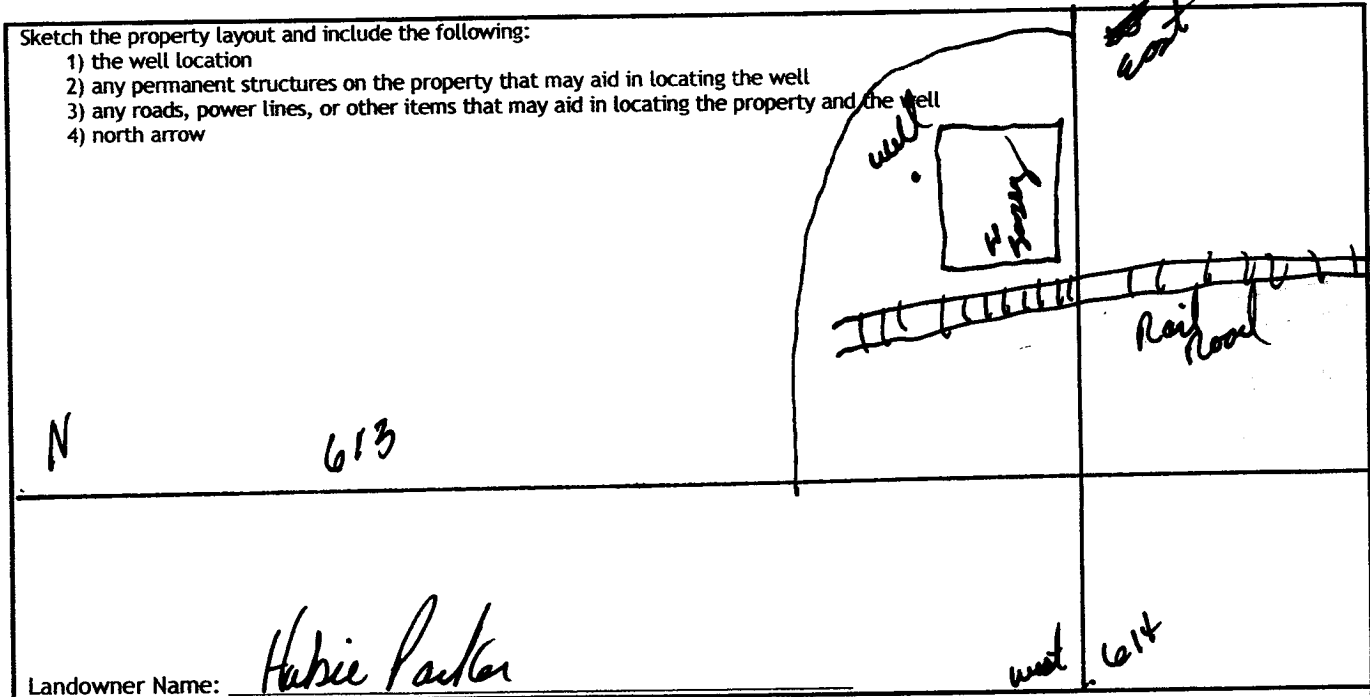 Sketch the property layout and include the following:
1) the well location
2) any permanent structures on the property that may aid in locating the well
3) any roads, power lines, or other items that may aid in locating the property and the well
4) north arrow
well
Rail
Road
N
613
west
614
Landowner Name: Hubie Parker